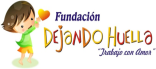 Fundación
DEJANDO HUELLA
"Trabajo con Amor"